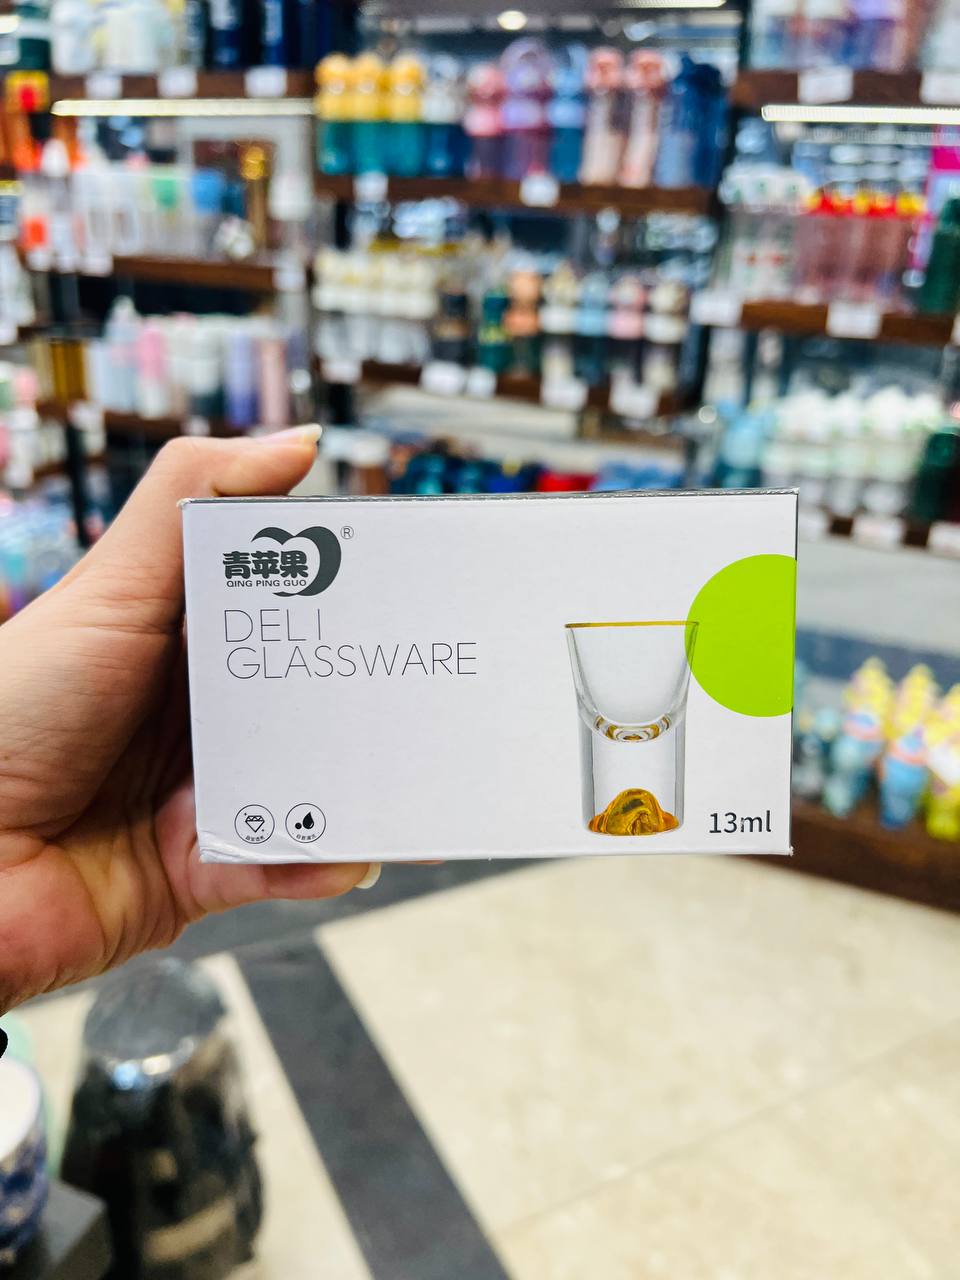 青苹果®
QING PING GUO
DELI
GLASSWARE
13ml